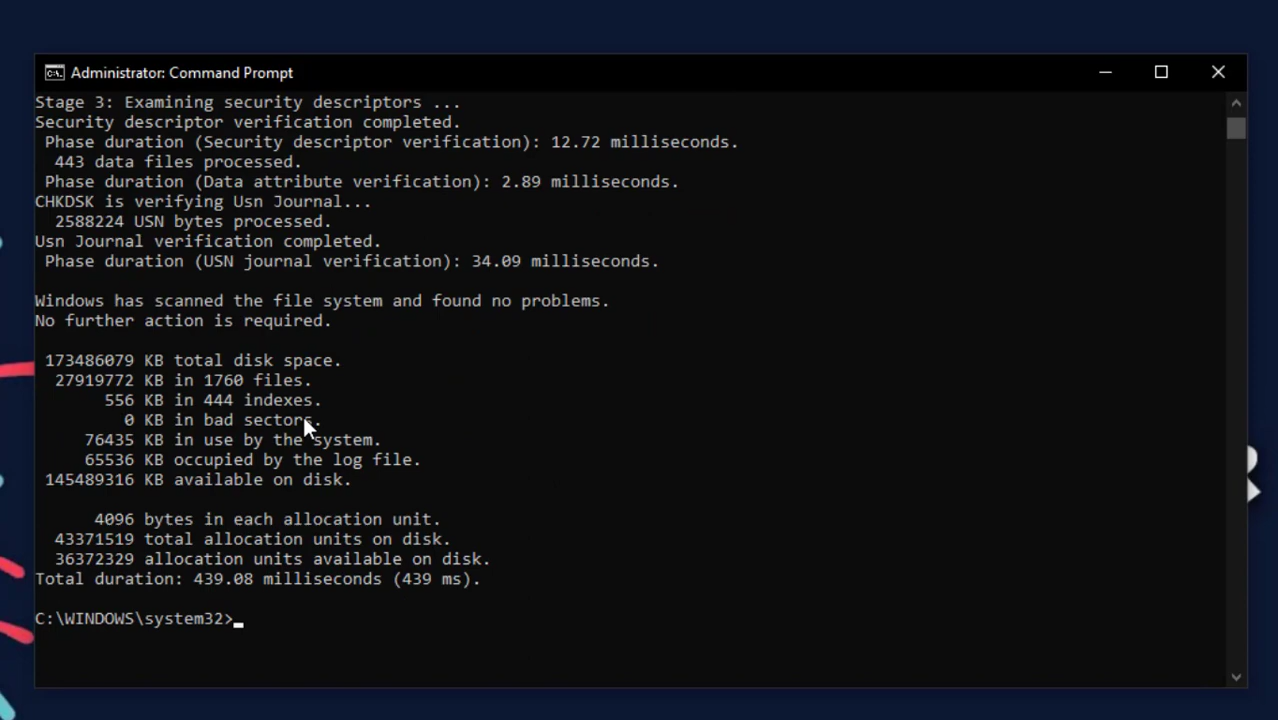 Administrator: Command Prompt
Stage 3: Examining security descriptors ...
Security descriptor verification completed.
Phase duration (Security descriptor verification): 12.72 milliseconds.
443 data files processed.
Phase duration (Data attribute verification): 2.89 milliseconds.
CHKDSK is verifying Usn Journal...
2588224 USN bytes processed.
Usn Journal verification completed.
Phase duration (USN journal verification): 34.09 milliseconds.
Windows has scanned the file system and found no problems.
No further action is required.
173486079 KB total disk space.
27919772 KB in 1760 files.
556 KB in 444 indexes.
0 KB in bad sectors.
76435 KB in use by the system.
65536 KB occupied by the log file.
145489316 KB available on disk.
4096 bytes in each allocation unit.
43371519 total allocation units on disk.
36372329 allocation units available on disk.
Total duration: 439.08 milliseconds (439 ms).
C:\WINDOWS\system32>